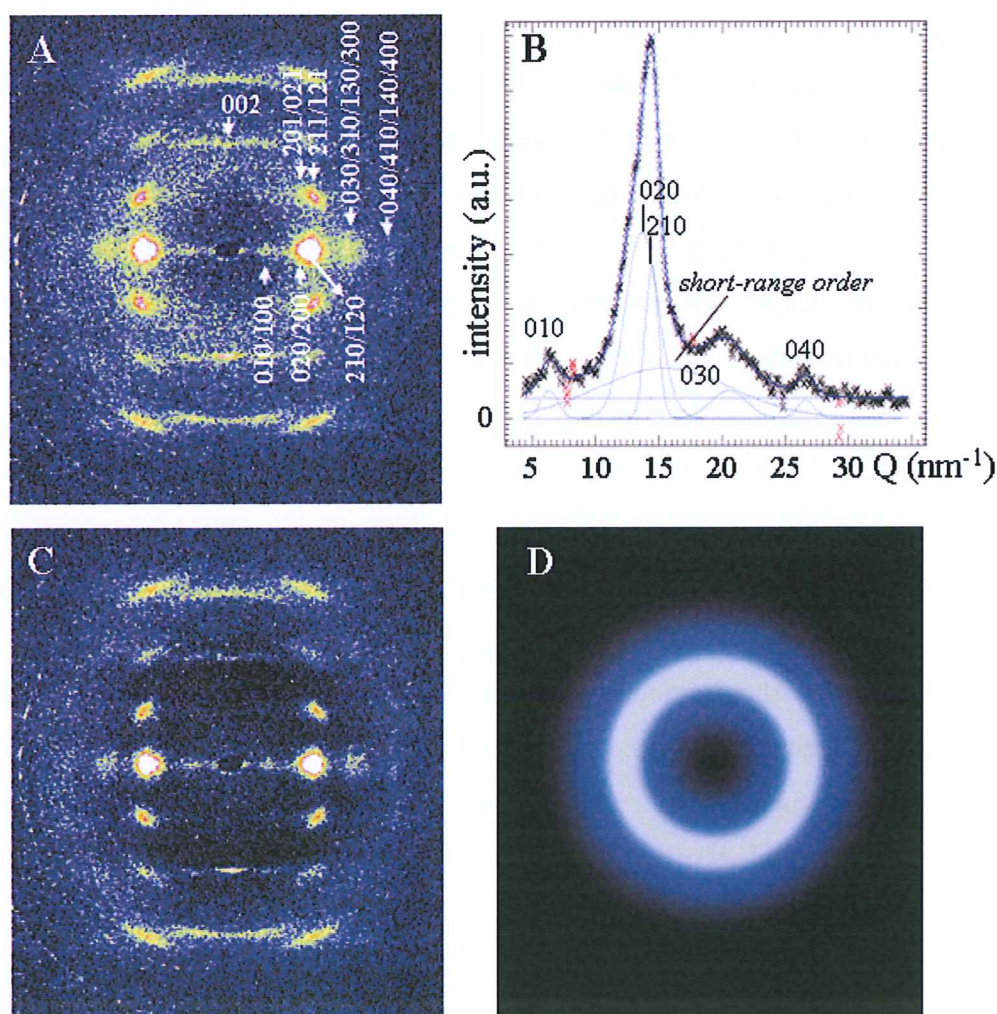 A
002
201/021
211/121
030/310/130/300
040/410/140/400
010/100
020/200
210/120
B
intensity (a.u.)
0
010
020
210
short-range order
030
040
5 10 15 20 25 30 Q (nm⁻¹)
C
D